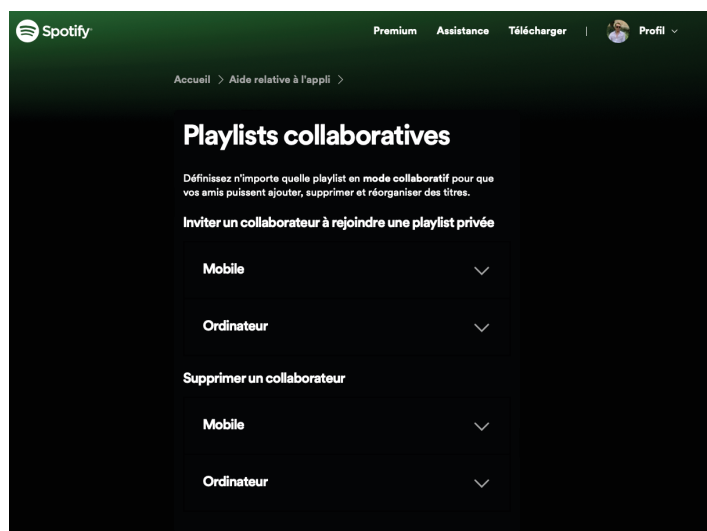 Spotify
Premium Assistance Télécharger | Profil
Accueil > Aide relative à l'appli >
Playlists collaboratives
Définissez n'importe quelle playlist en mode collaboratif pour que
vos amis puissent ajouter, supprimer et réorganiser des titres.
Inviter un collaborateur à rejoindre une playlist privée
Mobile
Ordinateur
Supprimer un collaborateur
Mobile
Ordinateur